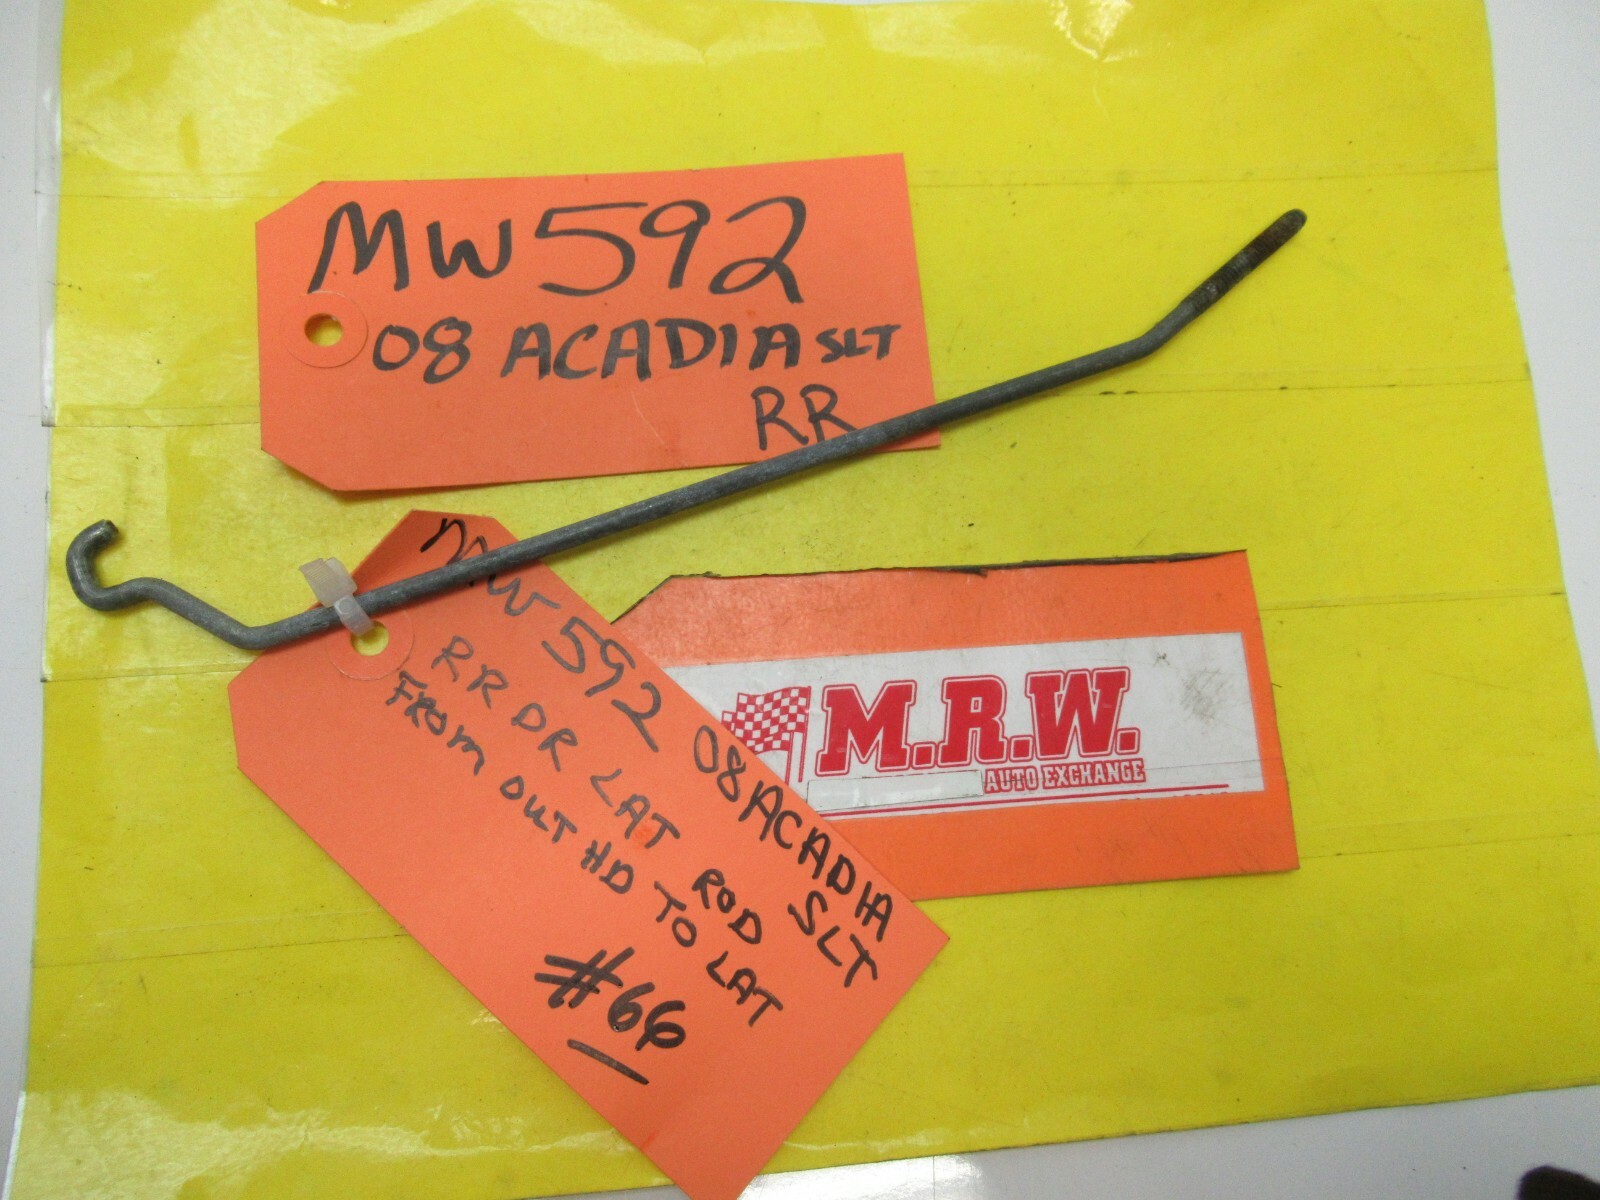 MW592
08 ACADIA SLT
RR
MW592 08 ACADIA SLT
RR DR LAT ROD
FROM OUT HD TO LAT
#66
M.R.W.
AUTO EXCHANGE